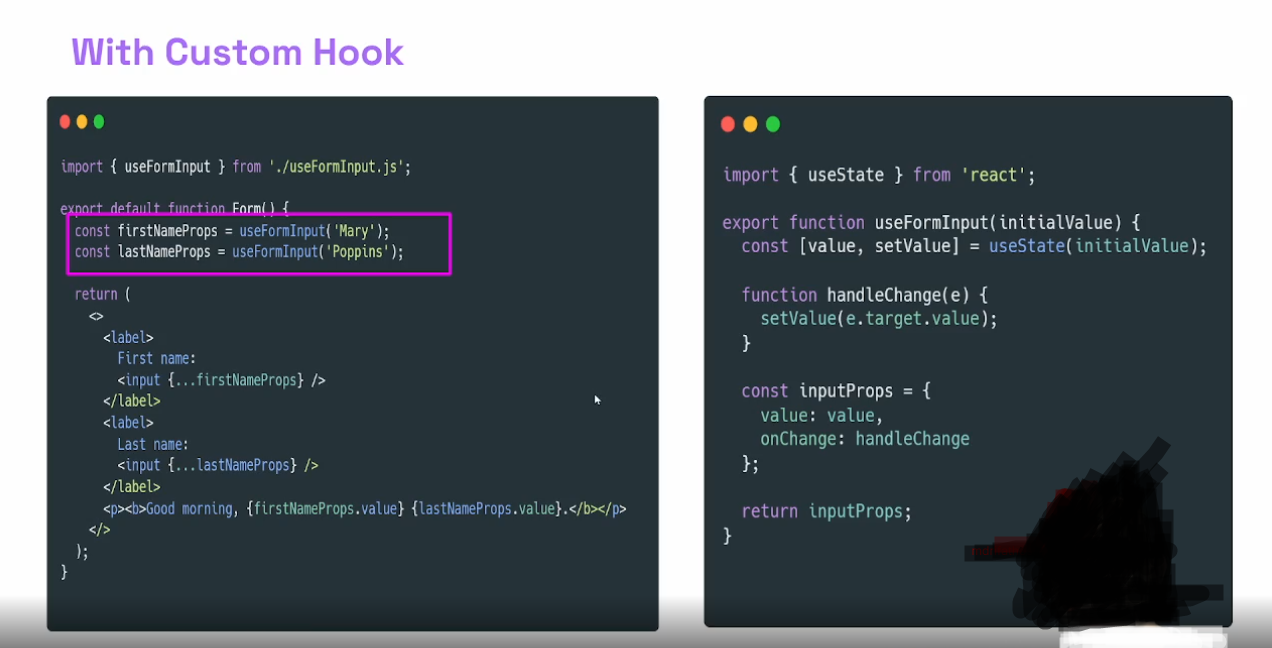 With Custom Hook
import { useFormInput } from './useFormInput.js';
export default function Form() {
const firstNameProps = useFormInput('Mary');
const lastNameProps = useFormInput('Poppins');
return (
<>
<label>
First name:
<input {...firstNameProps} />
</label>
<label>
Last name:
<input {...lastNameProps} />
</label>
<p><b>Good morning, {firstNameProps.value} {lastNameProps.value}.</b></p>
</>
);
}
import { useState } from 'react';
export function useFormInput(initialValue) {
const [value, setValue] = useState(initialValue);
function handleChange(e) {
setValue(e.target.value);
}
const inputProps = {
value: value,
onChange: handleChange
};
return inputProps;
}